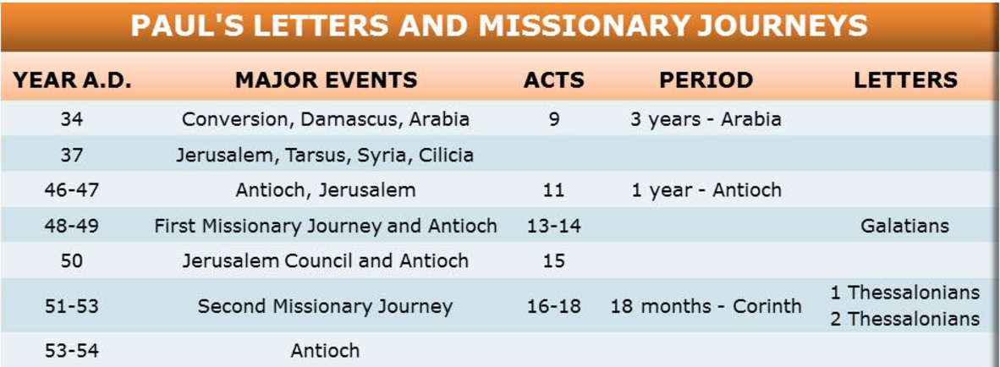 PAUL'S LETTERS AND MISSIONARY JOURNEYS
YEAR A.D. MAJOR EVENTS ACTS PERIOD LETTERS
34 Conversion, Damascus, Arabia 9 3 years - Arabia
37 Jerusalem, Tarsus, Syria, Cilicia
46-47 Antioch, Jerusalem 11 1 year - Antioch
48-49 First Missionary Journey and Antioch 13-14 Galatians
50 Jerusalem Council and Antioch 15
51-53 Second Missionary Journey 16-18 18 months - Corinth 1 Thessalonians
2 Thessalonians
53-54 Antioch